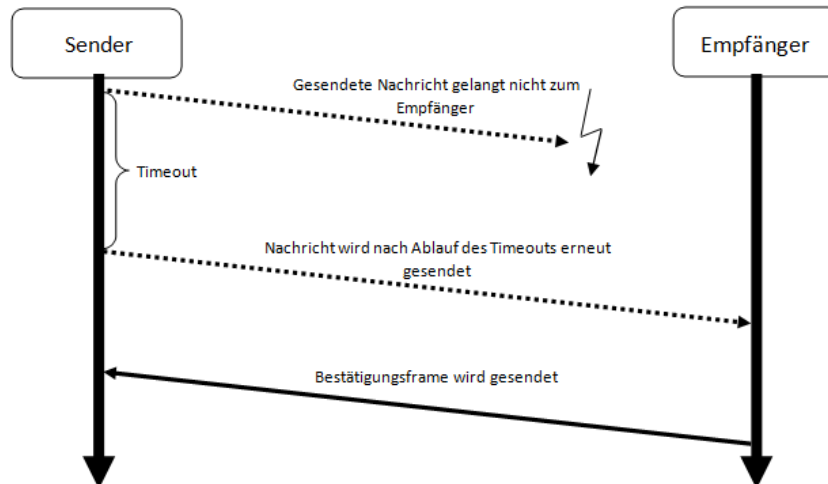 Sender
Empfänger
Gesendete Nachricht gelangt nicht zum
Empfänger
Timeout
Nachricht wird nach Ablauf des Timeouts erneut
gesendet
Bestätigungsframe wird gesendet